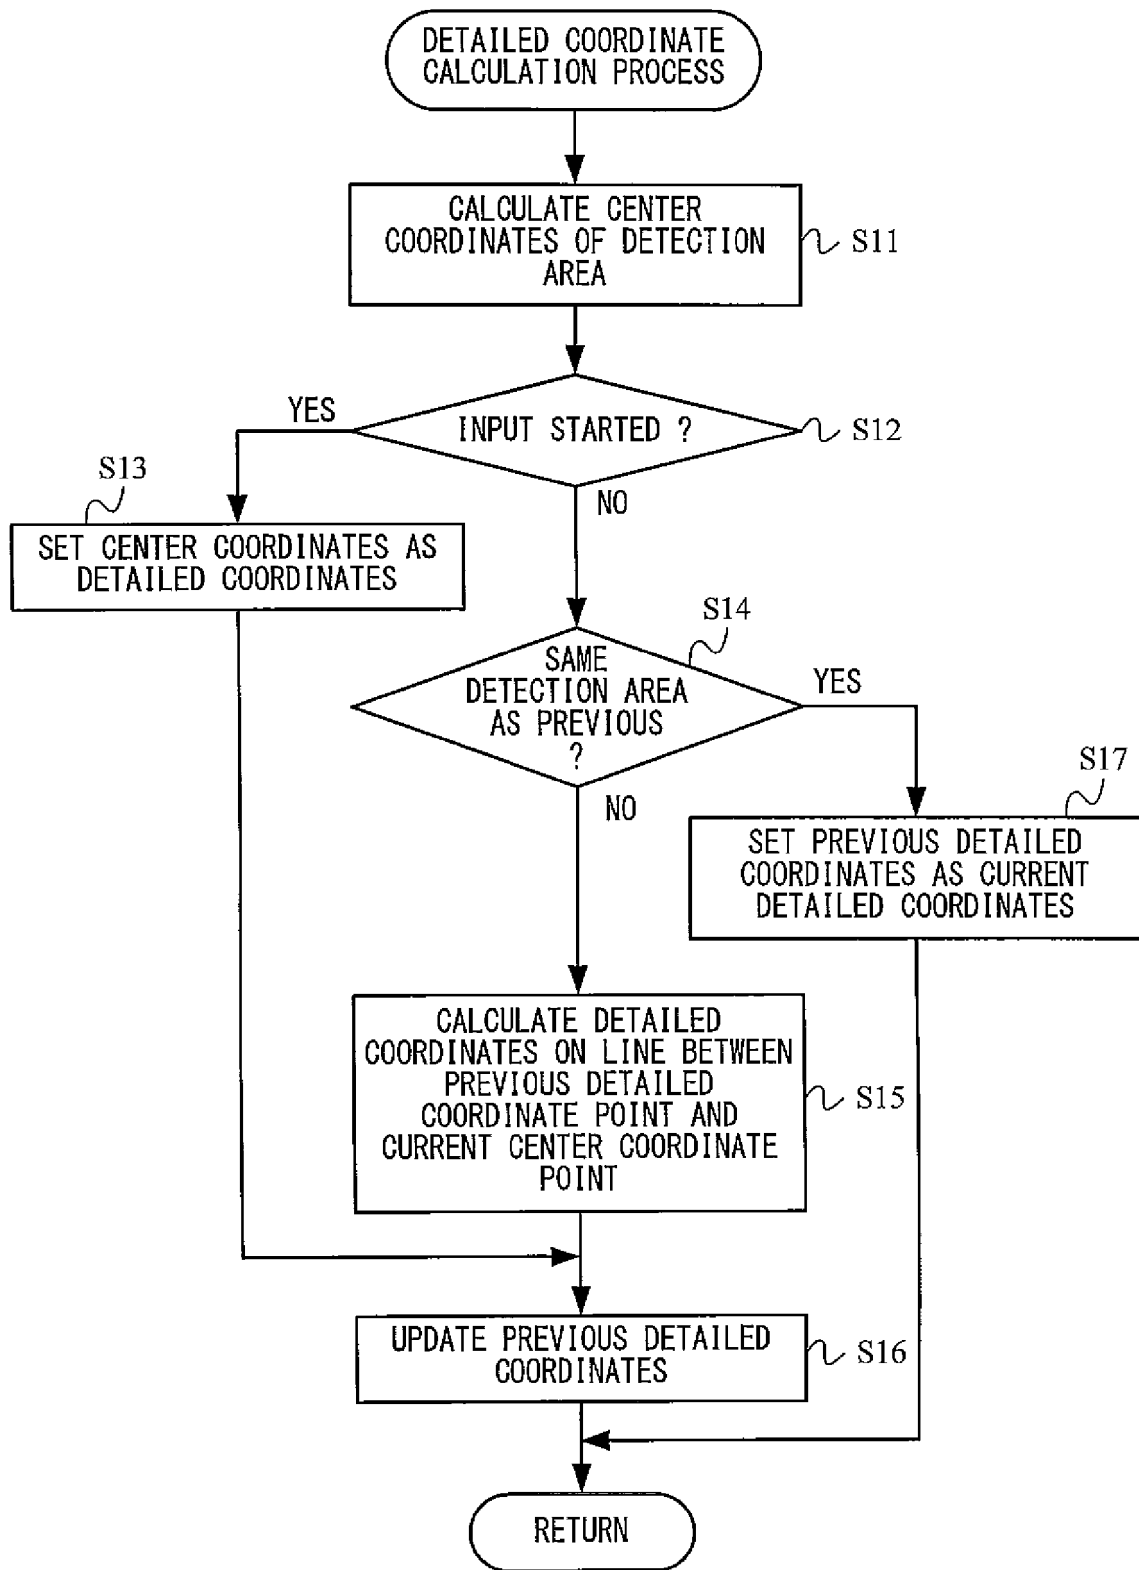 DETAILED COORDINATE
CALCULATION PROCESS
CALCULATE CENTER
COORDINATES OF DETECTION
AREA
S11
INPUT STARTED ?
S12
YES
NO
S13
SET CENTER COORDINATES AS
DETAILED COORDINATES
S14
SAME
DETECTION AREA
AS PREVIOUS
?
YES
NO
S17
SET PREVIOUS DETAILED
COORDINATES AS CURRENT
DETAILED COORDINATES
CALCULATE DETAILED
COORDINATES ON LINE BETWEEN
PREVIOUS DETAILED
COORDINATE POINT AND
CURRENT CENTER COORDINATE
POINT
S15
UPDATE PREVIOUS DETAILED
COORDINATES
S16
RETURN